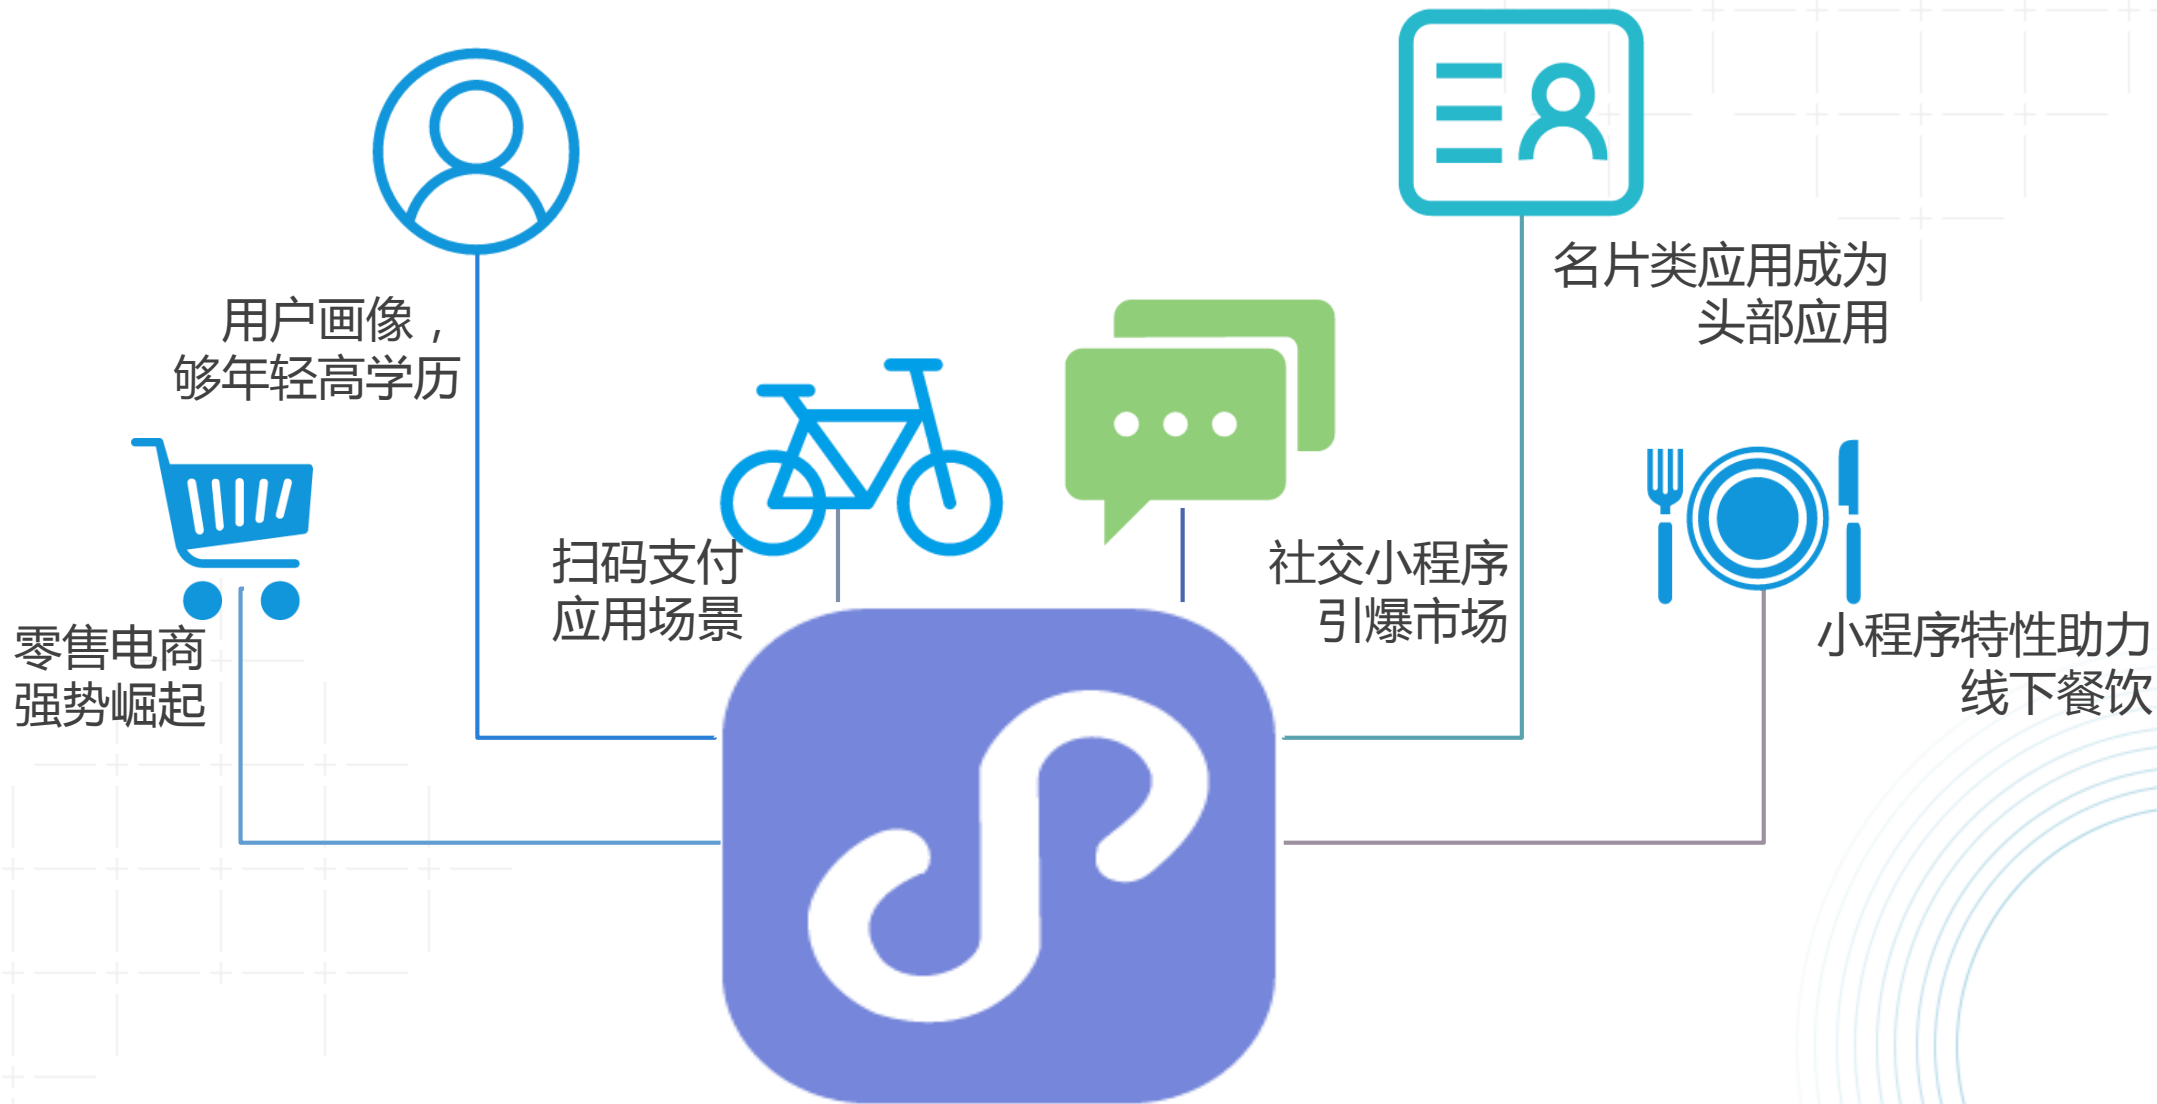 用户画像，
够年轻高学历
零售电商
强势崛起
扫码支付
应用场景
社交小程序
引爆市场
名片类应用成为
头部应用
小程序特性助力
线下餐饮